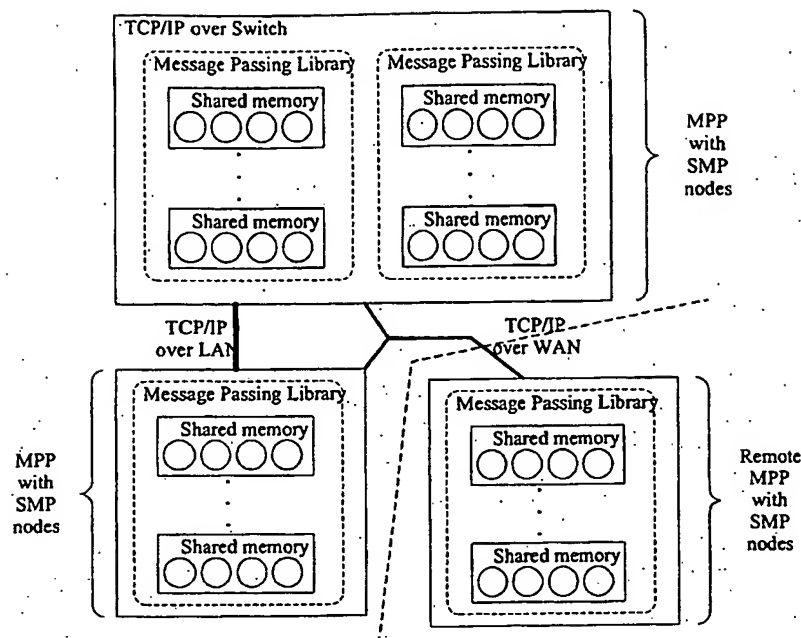 TCP/IP over Switch
Message Passing Library
Message Passing Library
Shared memory
Shared memory
Shared memory
Shared memory
MPP
with
SMP
nodes
TCP/IP
over LAN
TCP/IP
over WAN
Message Passing Library
Shared memory
Shared memory
MPP
with
SMP
nodes
Message Passing Library
Shared memory
Shared memory
Remote
MPP
with
SMP
nodes